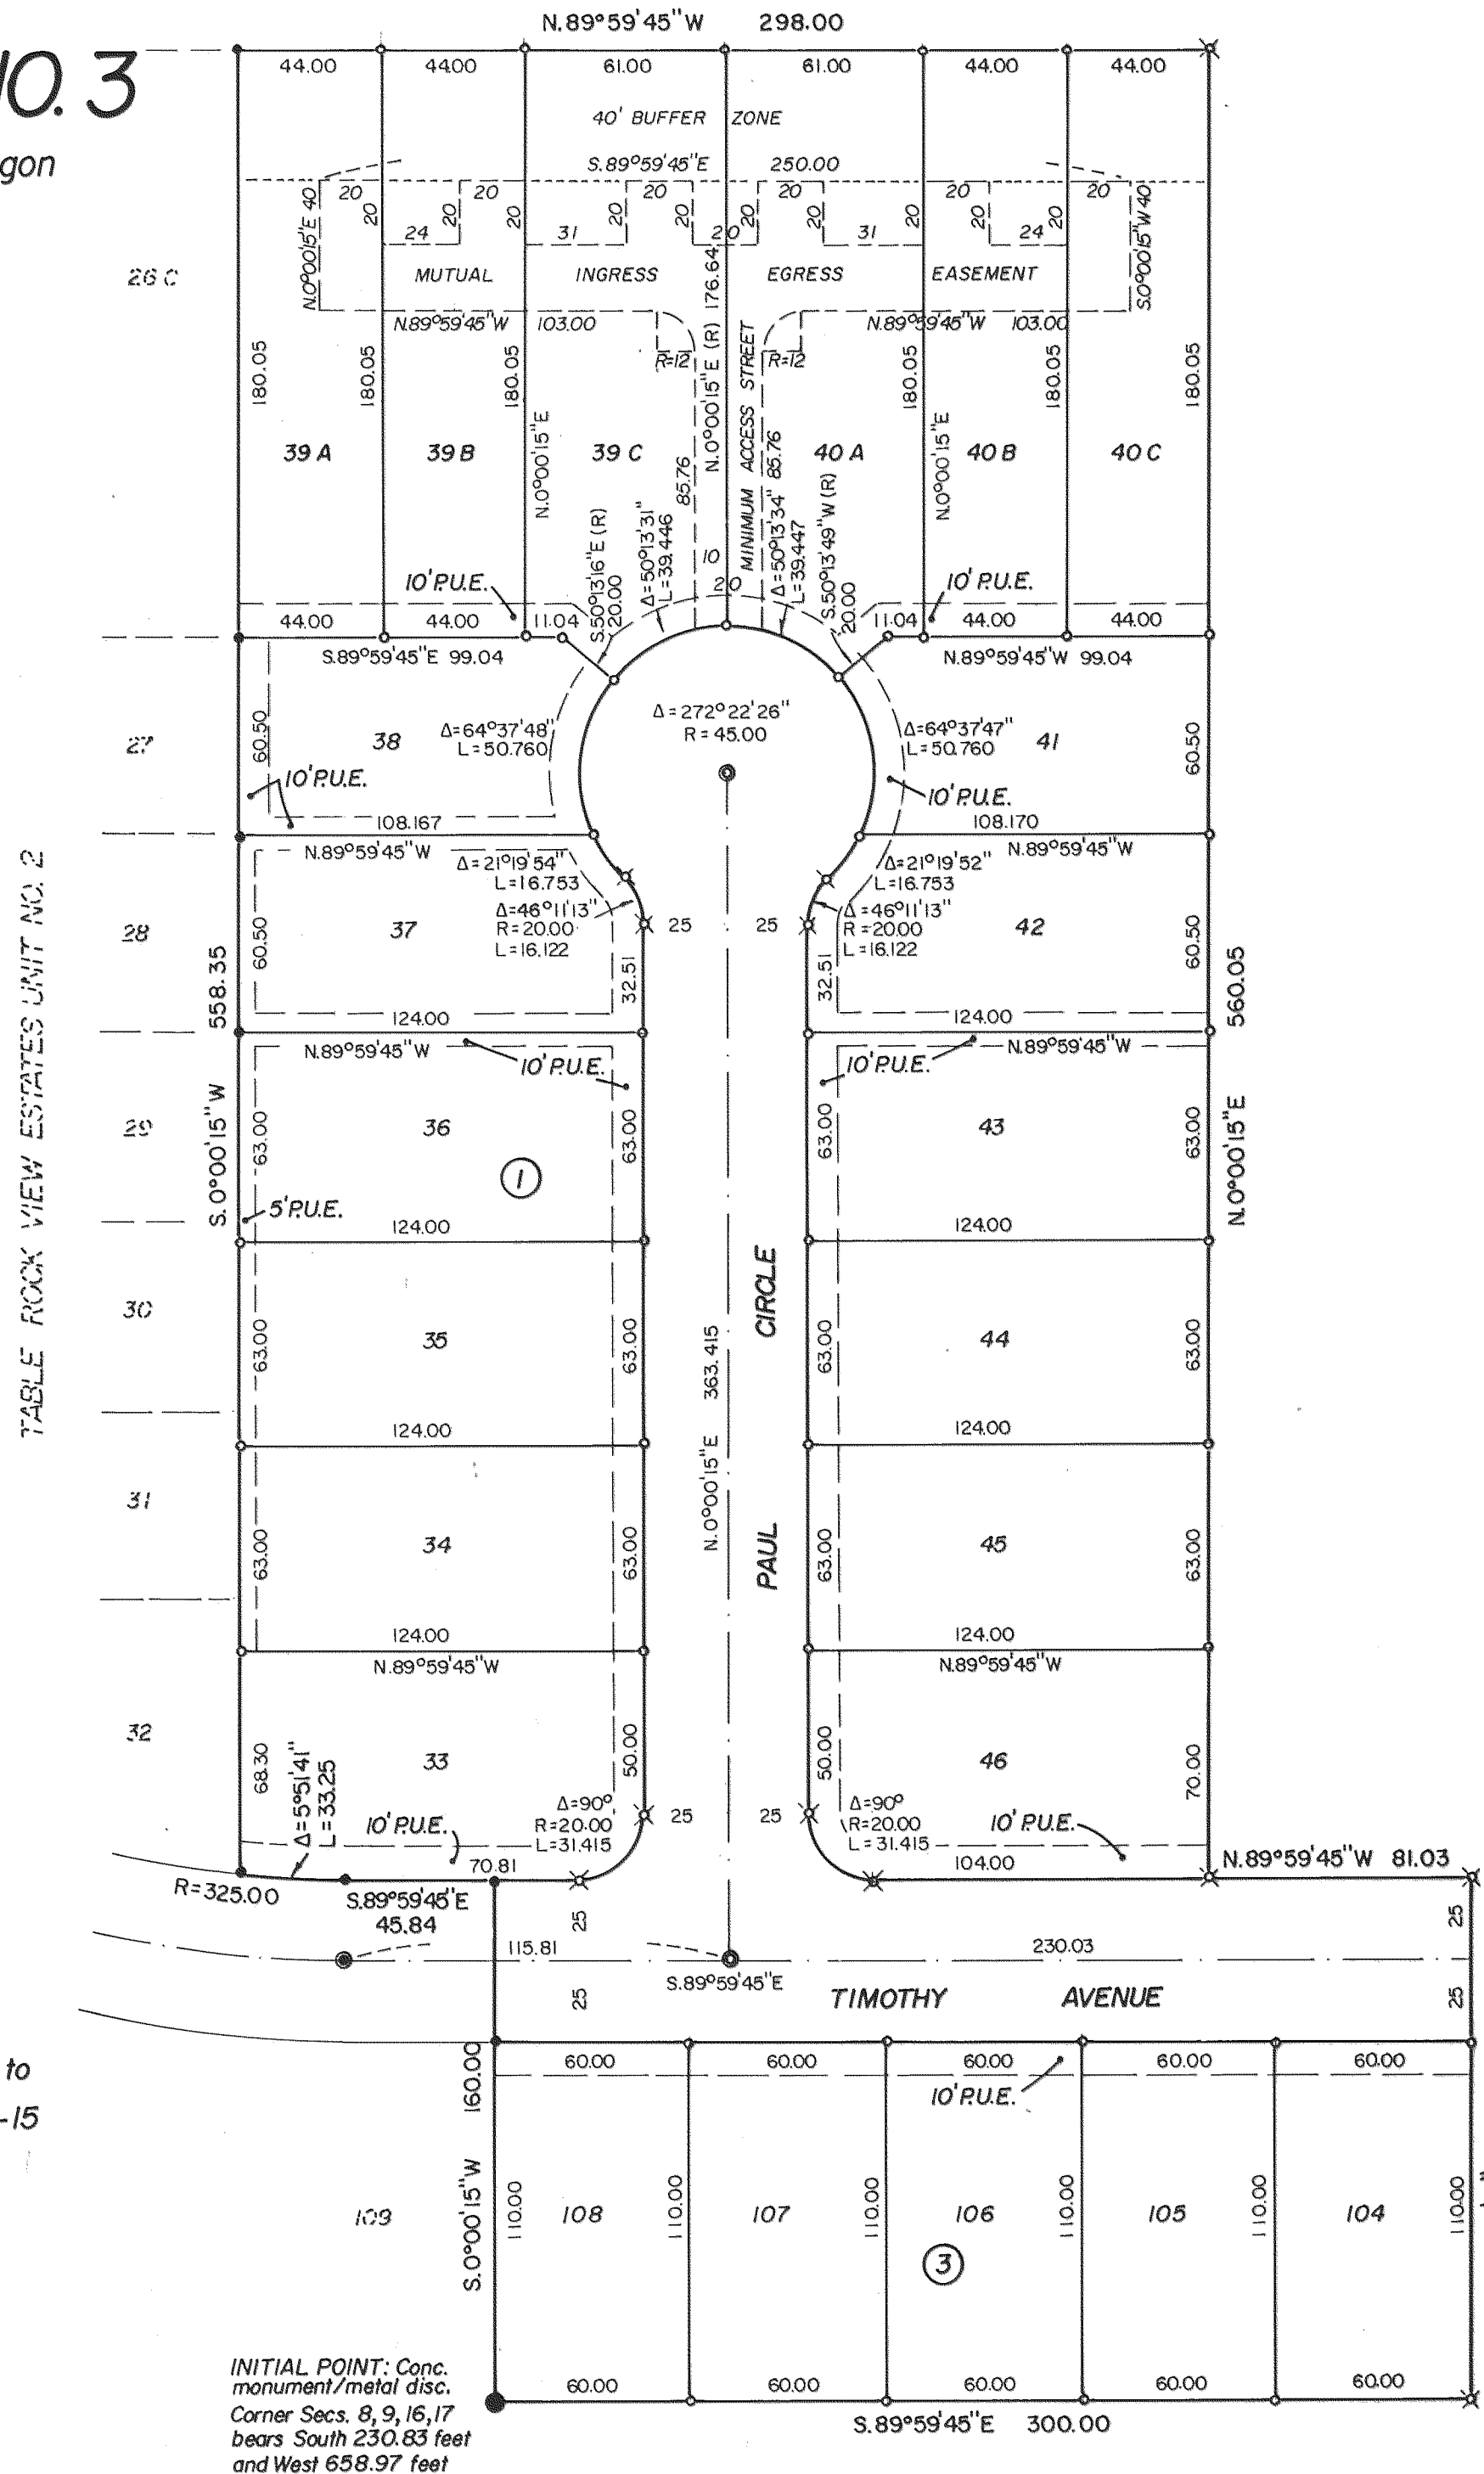 N.89°59'45"W 298.00
NO. 3
gon
44.00 44.00 61.00 61.00 44.00 44.00
40' BUFFER ZONE
S.89°59'45"E 250.00
20 20 20 20 20 20
20 20 20 20 20 20 20 20
24 31 20 31 24
N.0°00'15"E 40
S.0°00'15"W 40
26 C
MUTUAL INGRESS EGRESS EASEMENT
N.89°59'45"W 103.00
N.89°59'45"W 103.00
R=12 R=12
N.0°00'15"E (R) 176.64
MINIMUM ACCESS STREET
180.05 180.05 180.05 180.05 180.05 180.05
39 A 39 B 39 C 40 A 40 B 40 C
N.0°00'15"E
N.0°00'15"E
85.76 85.76
S.50°13'16"E (R)
20.00
Δ=50°13'31"
L=39.446
Δ=50°13'34"
L=39.447
S.50°13'49"W (R)
20.00
10
20
10' P.U.E.
10' P.U.E.
44.00 44.00 11.04 11.04 44.00 44.00
S.89°59'45"E 99.04
N.89°59'45"W 99.04
27
60.50
38
Δ=64°37'48"
L=50.760
Δ=272°22'26"
R=45.00
Δ=64°37'47"
L=50.760
41
60.50
10' P.U.E.
10' P.U.E.
108.167
108.170
N.89°59'45"W
N.89°59'45"W
Δ=21°19'54"
L=16.753
Δ=21°19'52"
L=16.753
Δ=46°11'13"
R=20.00
L=16.122
Δ=46°11'13"
R=20.00
L=16.122
28
60.50
37
25 25
42
60.50
32.51 32.51
TABLE ROCK VIEW ESTATES UNIT NO. 2
S.0°00'15"W 558.35
N.0°00'15"E 560.05
124.00 124.00
N.89°59'45"W
N.89°59'45"W
10' P.U.E.
10' P.U.E.
29
63.00
36
63.00 63.00
43
63.00
1
5' P.U.E.
124.00 124.00
30
63.00
35
63.00 63.00
44
63.00
PAUL CIRCLE
N.0°00'15"E 363.415
124.00 124.00
31
63.00
34
63.00 63.00
45
63.00
124.00 124.00
N.89°59'45"W
N.89°59'45"W
32
68.30
33
50.00 50.00
46
70.00
Δ=5°51'41"
L=33.25
10' P.U.E.
Δ=90°
R=20.00
L=31.415
25 25
Δ=90°
R=20.00
L=31.415
10' P.U.E.
70.81
104.00
N.89°59'45"W 81.03
R=325.00
S.89°59'45"E
45.84
25 25
115.81
230.03
S.89°59'45"E
25 25
TIMOTHY AVENUE
60.00 60.00 60.00 60.00 60.00
10' P.U.E.
to
-15
S.0°00'15"W 160.00
109
110.00 110.00 110.00 110.00 110.00 110.00
108 107 106 105 104
3
60.00 60.00 60.00 60.00 60.00
S.89°59'45"E 300.00
INITIAL POINT: Conc.
monument/metal disc.
Corner Secs. 8, 9, 16, 17
bears South 230.83 feet
and West 658.97 feet